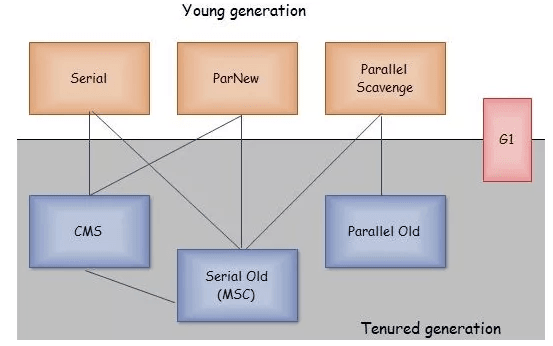 Young generation
Serial
ParNew
Parallel
Scavenge
G1
CMS
Serial Old
(MSC)
Parallel Old
Tenured generation